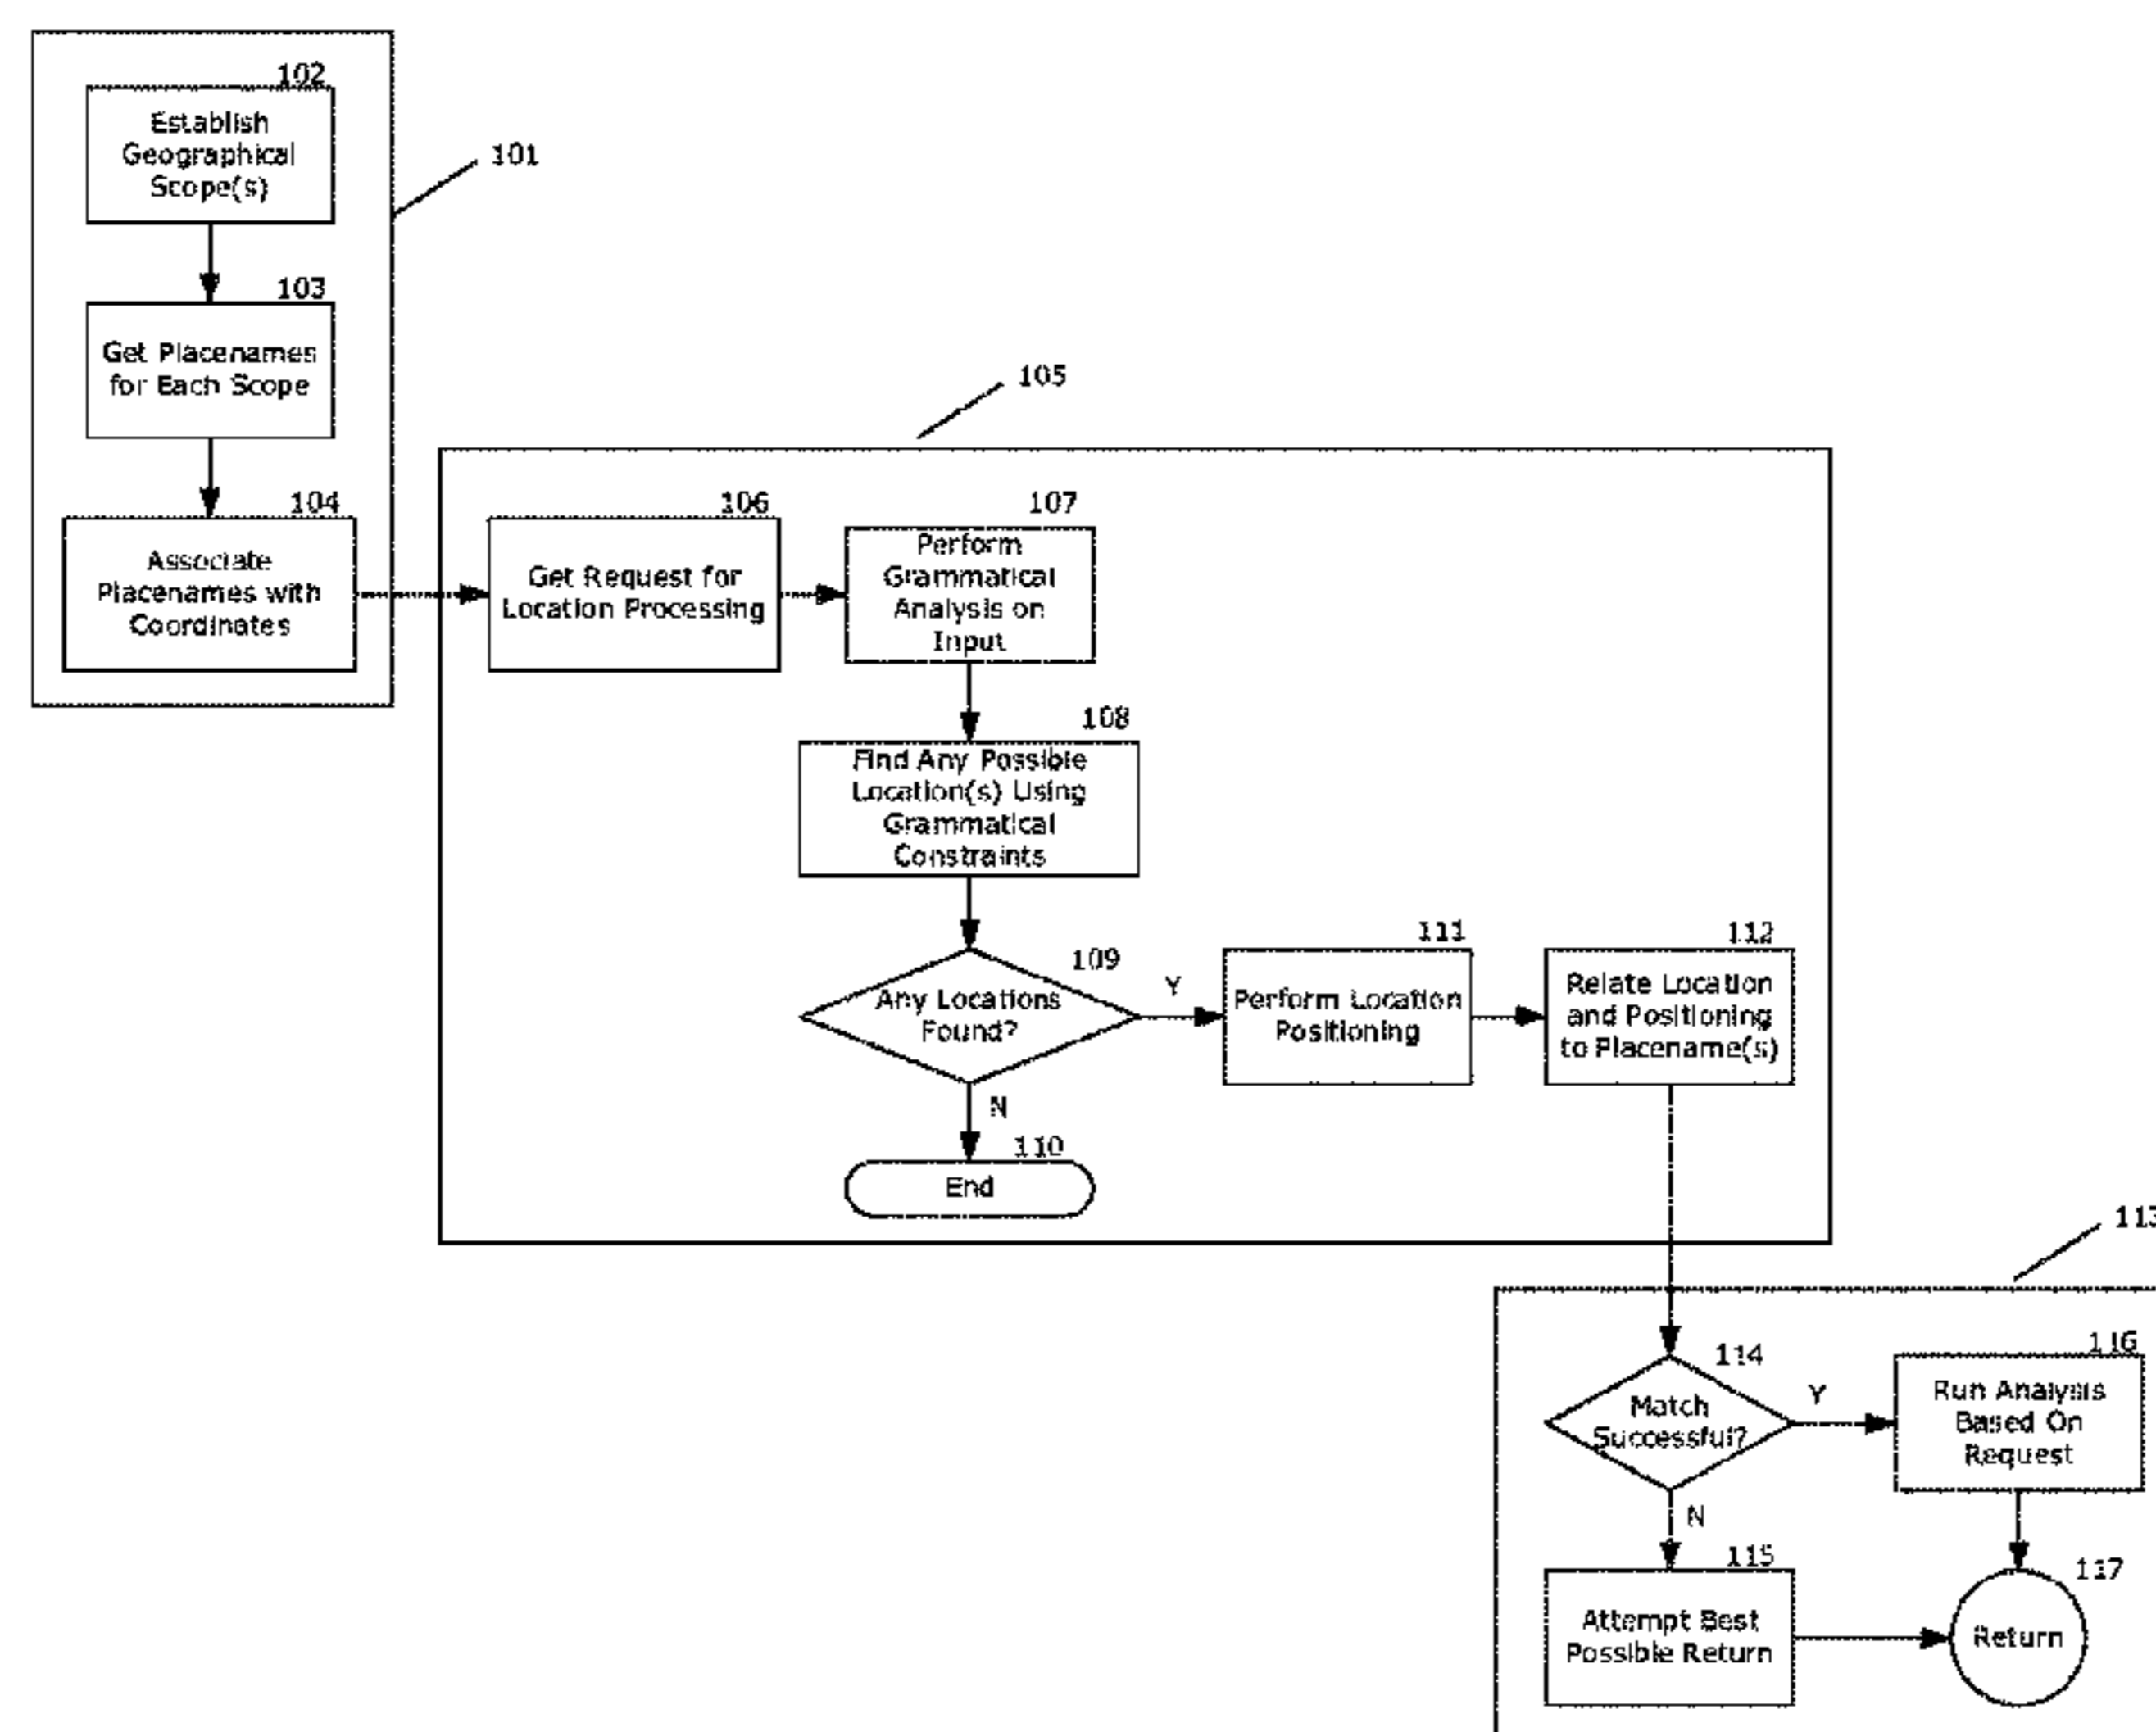 102
Establish
Geographical
Scope(s)
101
103
Get Placenames
for Each Scope
104
Associate
Placenames with
Coordinates
105
106
Get Request for
Location Processing
107
Perform
Grammatical
Analysis on
Input
108
Find Any Possible
Location(s) Using
Grammatical
Constraints
109
Any Locations
Found?
Y
N
110
End
111
Perform Location
Positioning
112
Relate Location
and Positioning
to Placename(s)
113
114
Match
Successful?
Y
N
116
Run Analysis
Based On
Request
115
Attempt Best
Possible Return
117
Return